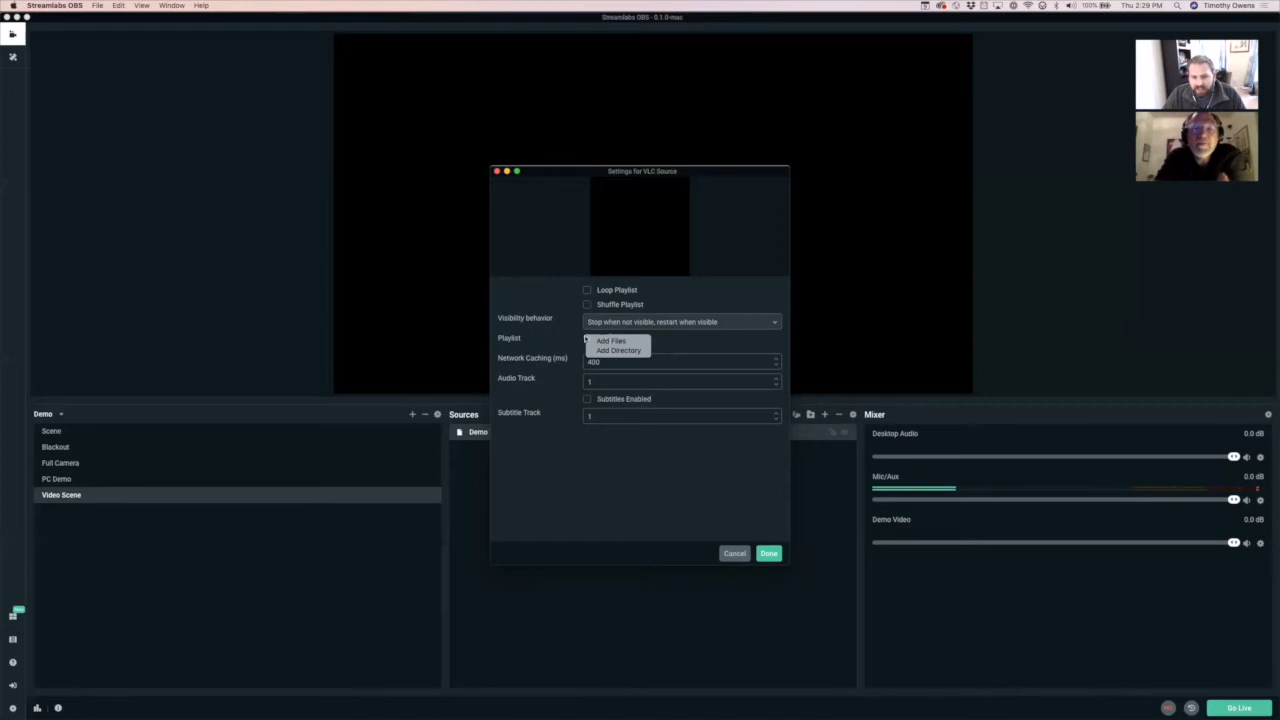 Streamlabs OBS File Edit View Window Help 100% Thu 2:29 PM Timothy Owens
Streamlabs OBS - 0.1.0-mac
Settings for VLC Source
Loop Playlist
Shuffle Playlist
Visibility behavior Stop when not visible, restart when visible
Playlist Add Files
Add Directory
Network Caching (ms) 400
Audio Track 1
Subtitles Enabled
Subtitle Track 1
Cancel Done
Demo
Scene
Blackout
Full Camera
PC Demo
Video Scene
Sources
Demo
Mixer
Desktop Audio 0.0 dB
Mic/Aux 0.0 dB
Demo Video 0.0 dB
Go Live